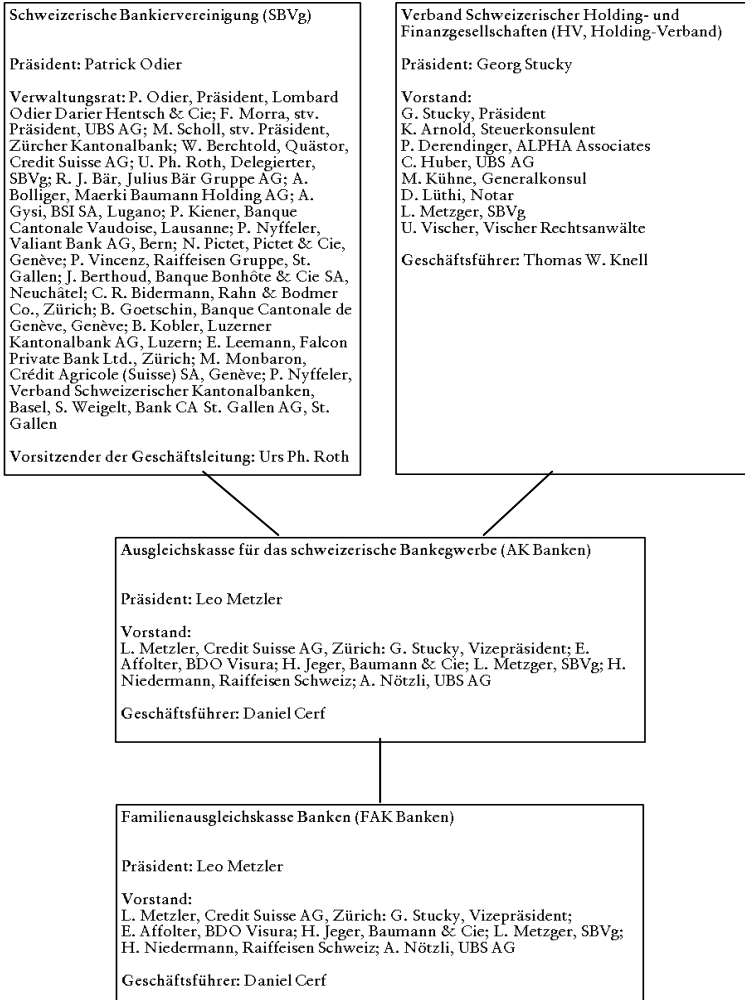 Schweizerische Bankiervereinigung (SBVg)
Präsident: Patrick Odier
Verwaltungsrat: P. Odier, Präsident, Lombard
Odier Darier Hentsch & Cie; F. Morra, stv.
Präsident, UBS AG; M. Scholl, stv. Präsident,
Zürcher Kantonalbank; W. Berchtold, Quästor,
Credit Suisse AG; U. Ph. Roth, Delegierter,
SBVg; R. J. Bär, Julius Bär Gruppe AG; A.
Bolliger, Maerki Baumann Holding AG; A.
Gysi, BSI SA, Lugano; P. Kiener, Banque
Cantonale Vaudoise, Lausanne; P. Nyffeler,
Valiant Bank AG, Bern; N. Pictet, Pictet & Cie,
Genève; P. Vincenz, Raiffeisen Gruppe, St.
Gallen; J. Berthoud, Banque Bonhôte & Cie SA,
Neuchâtel; C. R. Bidermann, Rahn & Bodmer
Co., Zürich; B. Goetschin, Banque Cantonale de
Genève, Genève; B. Kobler, Luzerner
Kantonalbank AG, Luzern; E. Leemann, Falcon
Private Bank Ltd., Zürich; M. Monbaron,
Crédit Agricole (Suisse) SA, Genève; P. Nyffeler,
Verband Schweizerischer Kantonalbanken,
Basel, S. Weigelt, Bank CA St. Gallen AG, St.
Gallen
Vorsitzender der Geschäftsleitung: Urs Ph. Roth
Verband Schweizerischer Holding- und
Finanzgesellschaften (HV, Holding-Verband)
Präsident: Georg Stucky
Vorstand:
G. Stucky, Präsident
K. Arnold, Steuerkonsulent
P. Derendinger, ALPHA Associates
C. Huber, UBS AG
M. Kühne, Generalkonsul
D. Lüthi, Notar
L. Metzger, SBVg
U. Vischer, Vischer Rechtsanwälte
Geschäftsführer: Thomas W. Knell
Ausgleichskasse für das schweizerische Bankegwerbe (AK Banken)
Präsident: Leo Metzler
Vorstand:
L. Metzler, Credit Suisse AG, Zürich: G. Stucky, Vizepräsident; E.
Affolter, BDO Visura; H. Jeger, Baumann & Cie; L. Metzger, SBVg; H.
Niedermann, Raiffeisen Schweiz; A. Nötzli, UBS AG
Geschäftsführer: Daniel Cerf
Familienausgleichskasse Banken (FAK Banken)
Präsident: Leo Metzler
Vorstand:
L. Metzler, Credit Suisse AG, Zürich: G. Stucky, Vizepräsident;
E. Affolter, BDO Visura; H. Jeger, Baumann & Cie; L. Metzger, SBVg;
H. Niedermann, Raiffeisen Schweiz; A. Nötzli, UBS AG
Geschäftsführer: Daniel Cerf